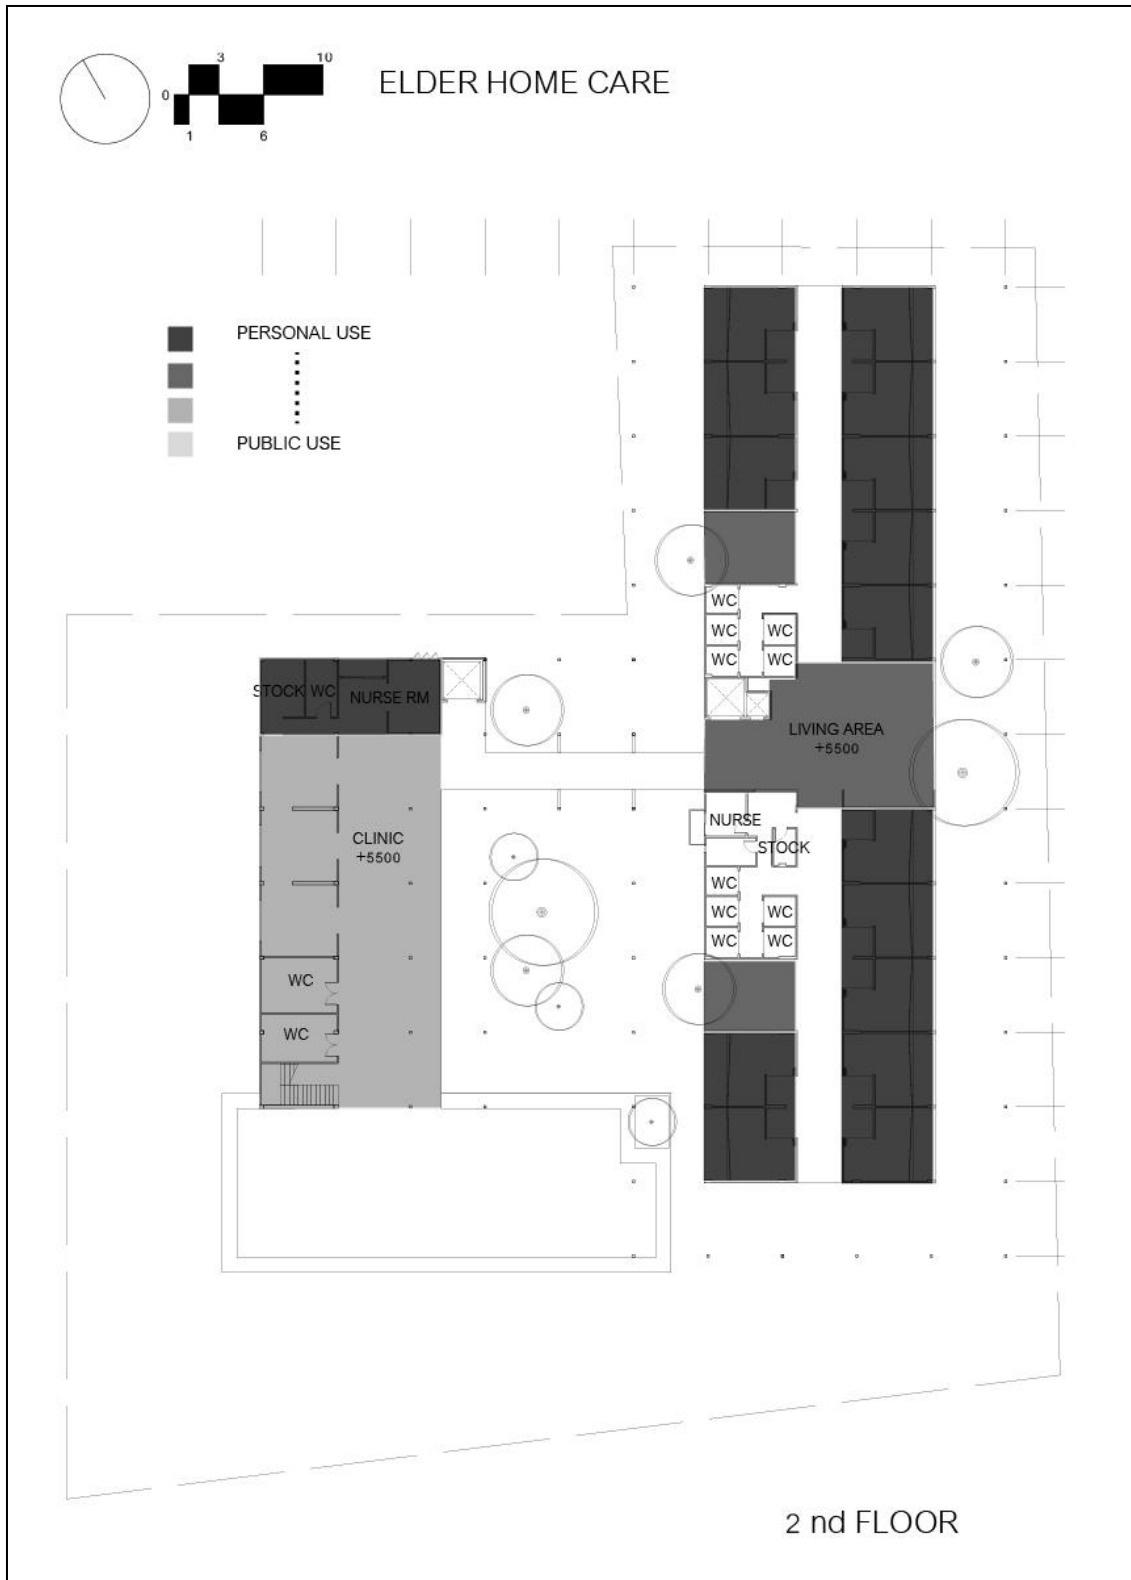 3 10
ELDER HOME CARE
0
1 6
PERSONAL USE
PUBLIC USE
WC
WC WC
WC WC
STOCK WC NURSE RM
LIVING AREA
+5500
NURSE
CLINIC
+5500
STOCK
WC
WC WC
WC WC
WC
WC
2 nd FLOOR